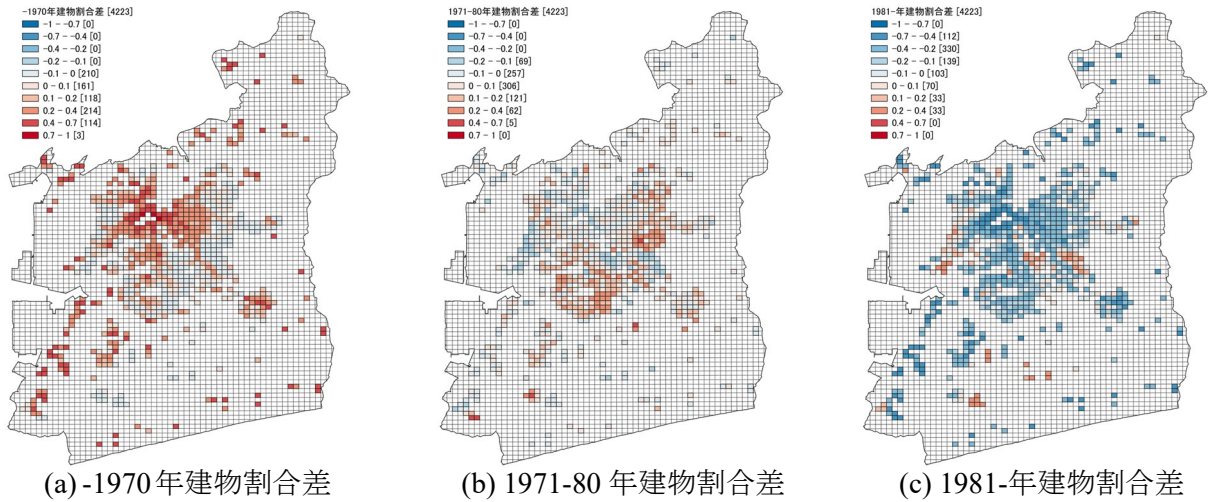 -1970年建物割合差 [4223]
-1 - -0.7 [0]
-0.7 - -0.4 [0]
-0.4 - -0.2 [0]
-0.2 - -0.1 [0]
-0.1 - 0 [210]
0 - 0.1 [161]
0.1 - 0.2 [118]
0.2 - 0.4 [214]
0.4 - 0.7 [114]
0.7 - 1 [3]
(a) -1970年建物割合差
1971-80年建物割合差 [4223]
-1 - -0.7 [0]
-0.7 - -0.4 [0]
-0.4 - -0.2 [0]
-0.2 - -0.1 [69]
-0.1 - 0 [257]
0 - 0.1 [306]
0.1 - 0.2 [121]
0.2 - 0.4 [62]
0.4 - 0.7 [5]
0.7 - 1 [0]
(b) 1971-80 年建物割合差
1981-年建物割合差 [4223]
-1 - -0.7 [0]
-0.7 - -0.4 [112]
-0.4 - -0.2 [330]
-0.2 - -0.1 [139]
-0.1 - 0 [103]
0 - 0.1 [70]
0.1 - 0.2 [33]
0.2 - 0.4 [33]
0.4 - 0.7 [0]
0.7 - 1 [0]
(c) 1981-年建物割合差